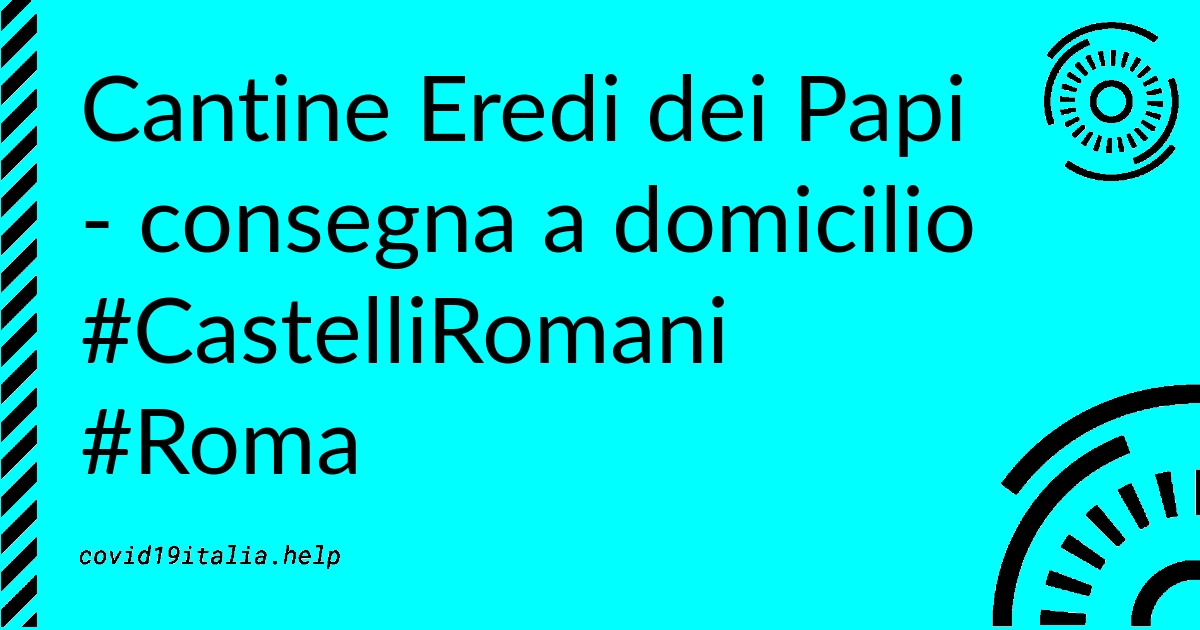 Cantine Eredi dei Papi
- consegna a domicilio
#CastelliRomani
#Roma
covid19italia.help